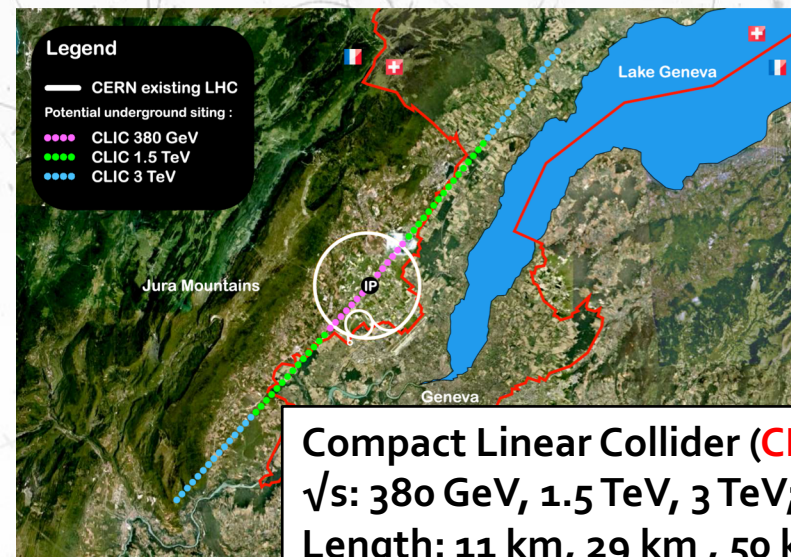 Legend
CERN existing LHC
Potential underground siting :
CLIC 380 GeV
CLIC 1.5 TeV
CLIC 3 TeV
Lake Geneva
Jura Mountains
IP
Geneva
Compact Linear Collider (
√s: 380 GeV, 1.5 TeV, 3 TeV;
Length: 11 km, 29 km , 50